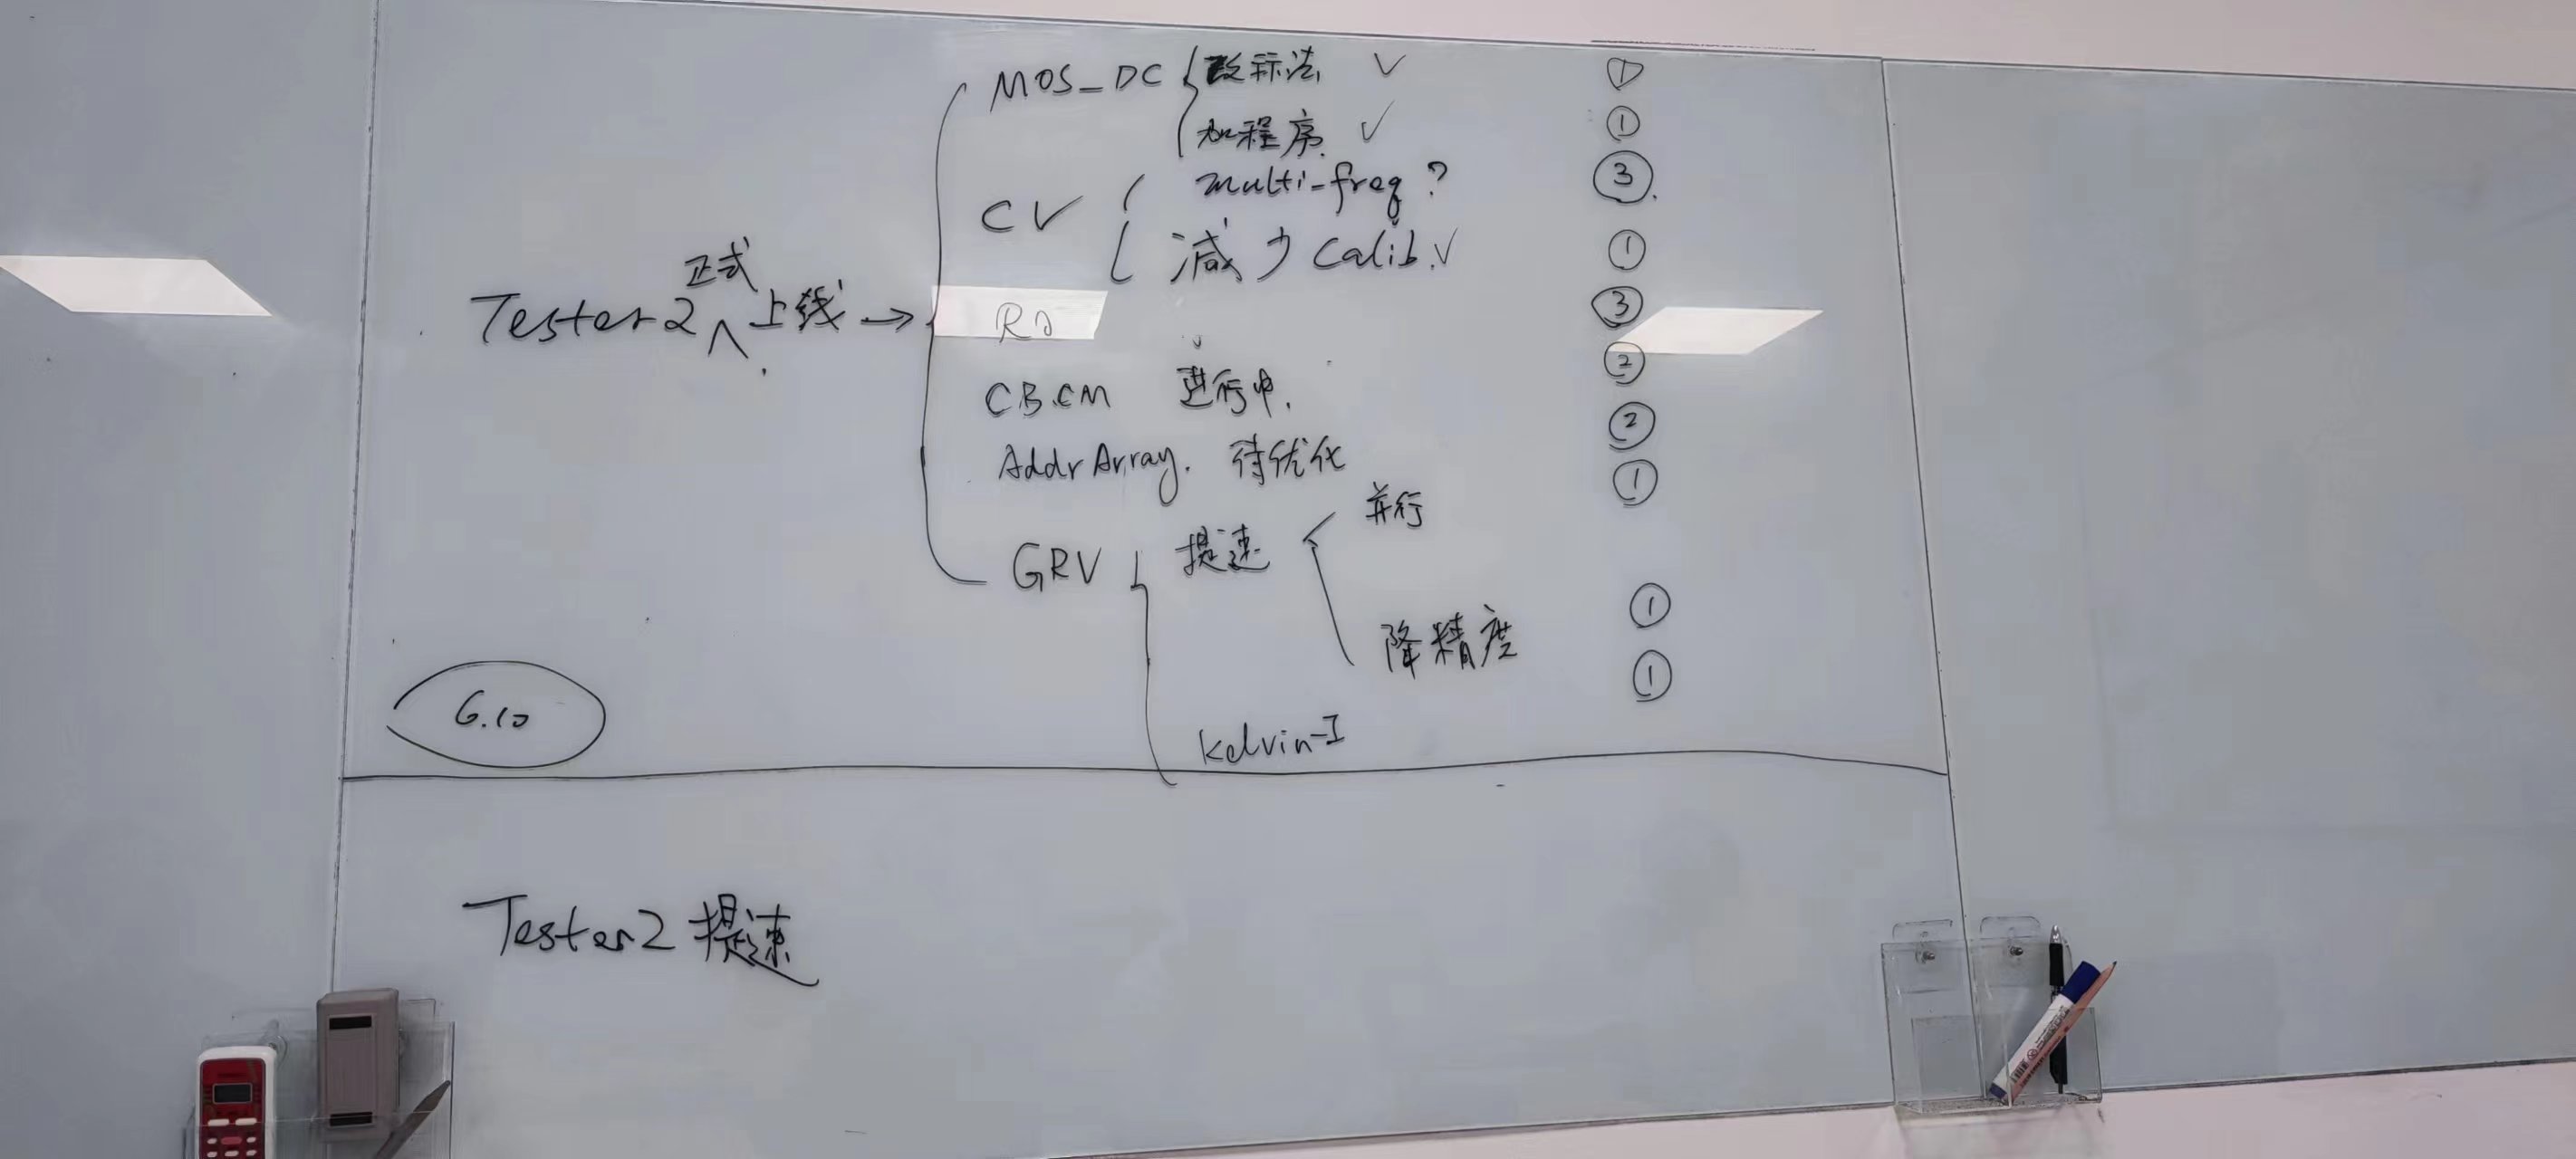 MOS_DC 改标法 ✓ ①
加程序. ✓ ①
CV multi-freq? ③.
减少 Calib. ✓ ①
Tester2 正式 上线 →
③
②
CBCM 进行中. ②
AddrArray. 待优化 ①
GRV 提速 并行
降精度 ①
①
Kelvin-I
6.10
Tester2 提速